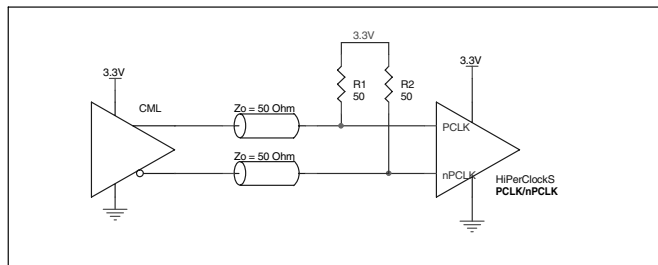 3.3V
3.3V
R1
50
R2
50
3.3V
CML
Zo = 50 Ohm
PCLK
Zo = 50 Ohm
nPCLK
HiPerClockS
PCLK/nPCLK